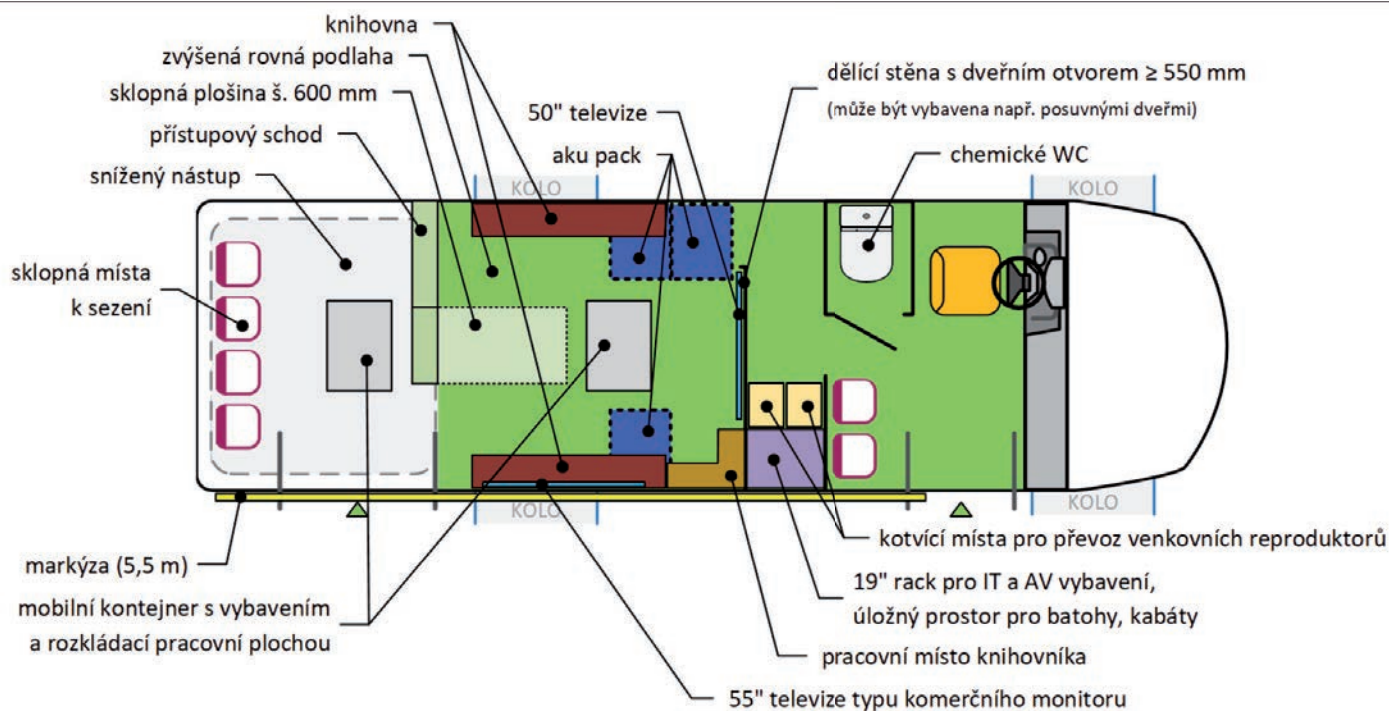 knihovna
zvýšená rovná podlaha
sklopná plošina š. 600 mm
přístupový schod
snížený nástup
sklopná místa
k sezení
50" televize
aku pack
dělící stěna s dveřním otvorem ≥ 550 mm
(může být vybavena např. posuvnými dveřmi)
chemické WC
KOLO
KOLO
KOLO
KOLO
markýza (5,5 m)
mobilní kontejner s vybavením
a rozkládací pracovní plochou
kotvící místa pro převoz venkovních reproduktorů
19" rack pro IT a AV vybavení,
úložný prostor pro batohy, kabáty
pracovní místo knihovníka
55" televize typu komerčního monitoru